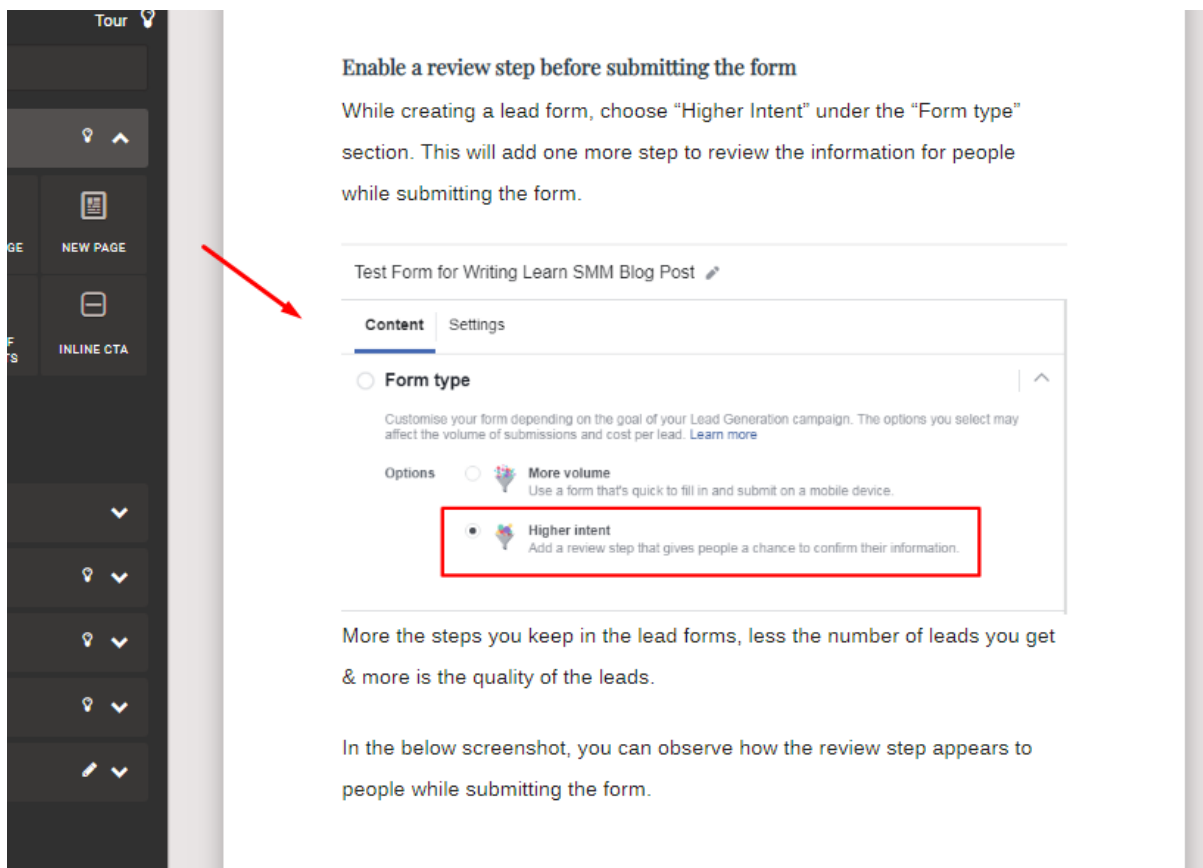 Tour
Enable a review step before submitting the form
While creating a lead form, choose “Higher Intent” under the “Form type”
section. This will add one more step to review the information for people
while submitting the form.
GE
NEW PAGE
F
TS
INLINE CTA
Test Form for Writing Learn SMM Blog Post
Content
Settings
Form type
Customise your form depending on the goal of your Lead Generation campaign. The options you select may
affect the volume of submissions and cost per lead. Learn more
Options
More volume
Use a form that's quick to fill in and submit on a mobile device.
Higher intent
Add a review step that gives people a chance to confirm their information.
More the steps you keep in the lead forms, less the number of leads you get
& more is the quality of the leads.
In the below screenshot, you can observe how the review step appears to
people while submitting the form.